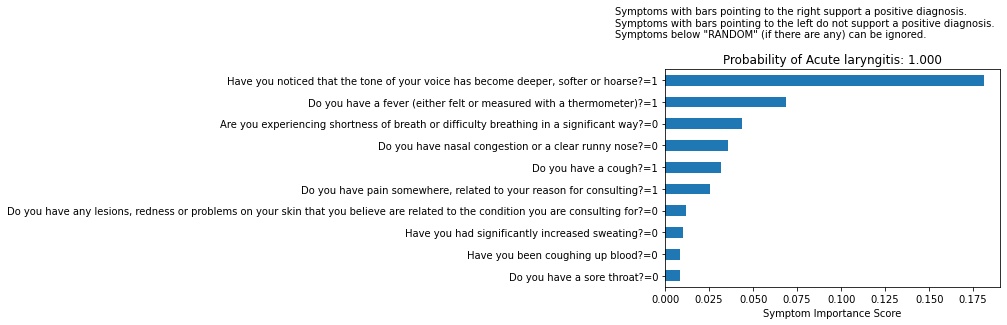 Symptoms with bars pointing to the right support a positive diagnosis.
Symptoms with bars pointing to the left do not support a positive diagnosis.
Symptoms below "RANDOM" (if there are any) can be ignored.
Probability of Acute laryngitis: 1.000
Have you noticed that the tone of your voice has become deeper, softer or hoarse?=1
Do you have a fever (either felt or measured with a thermometer)?=1
Are you experiencing shortness of breath or difficulty breathing in a significant way?=0
Do you have nasal congestion or a clear runny nose?=0
Do you have a cough?=1
Do you have pain somewhere, related to your reason for consulting?=1
Do you have any lesions, redness or problems on your skin that you believe are related to the condition you are consulting for?=0
Have you had significantly increased sweating?=0
Have you been coughing up blood?=0
Do you have a sore throat?=0
0.000 0.025 0.050 0.075 0.100 0.125 0.150 0.175
Symptom Importance Score